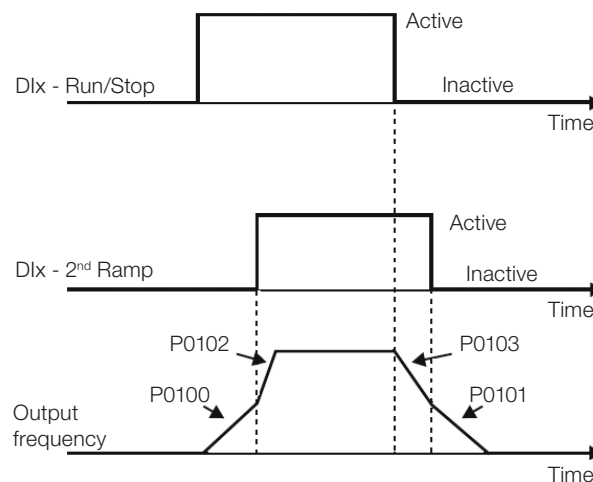 Active
DIx - Run/Stop
Inactive
Time
Active
DIx - 2nd Ramp
Inactive
Time
P0102
P0103
P0100
P0101
Output
frequency
Time